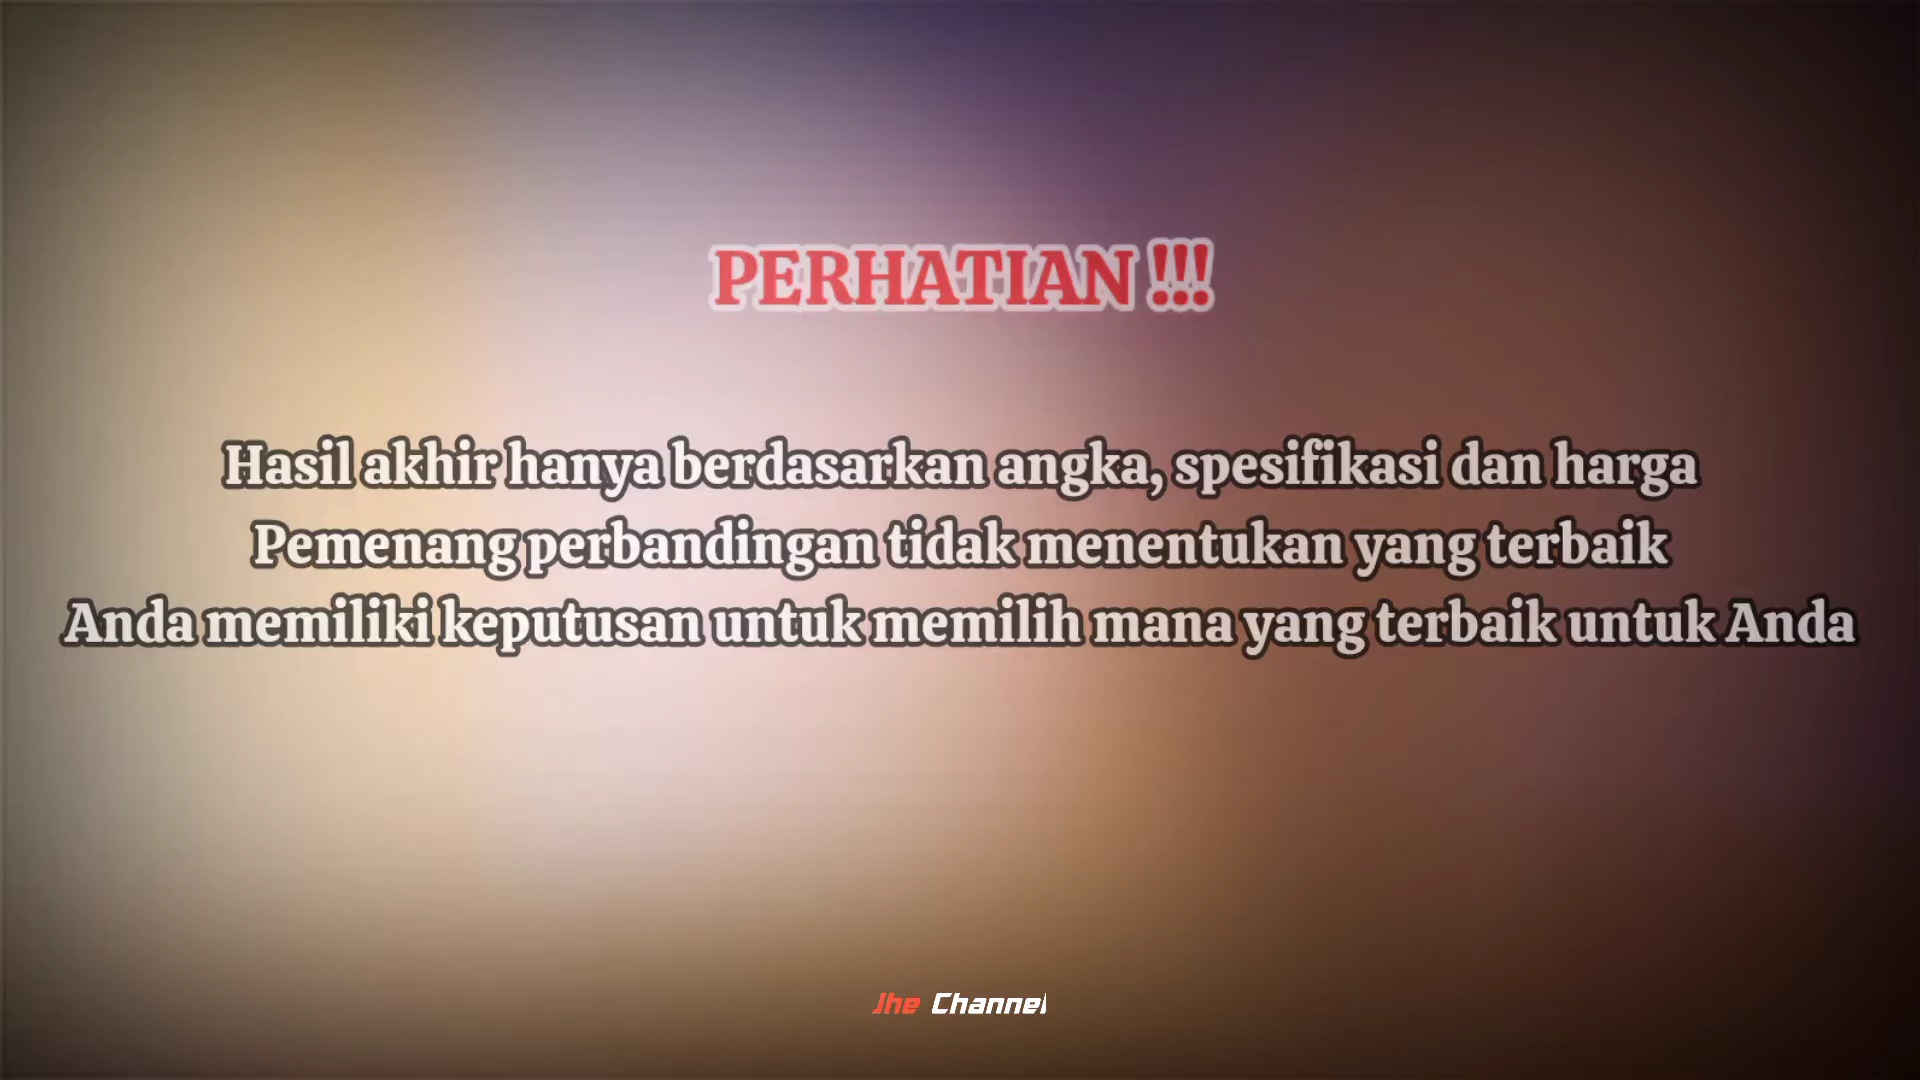 PERHATIAN !!!
Hasil akhir hanya berdasarkan angka, spesifikasi dan harga
Pemenang perbandingan tidak menentukan yang terbaik
Anda memiliki keputusan untuk memilih mana yang terbaik untuk Anda
Jhe Channel